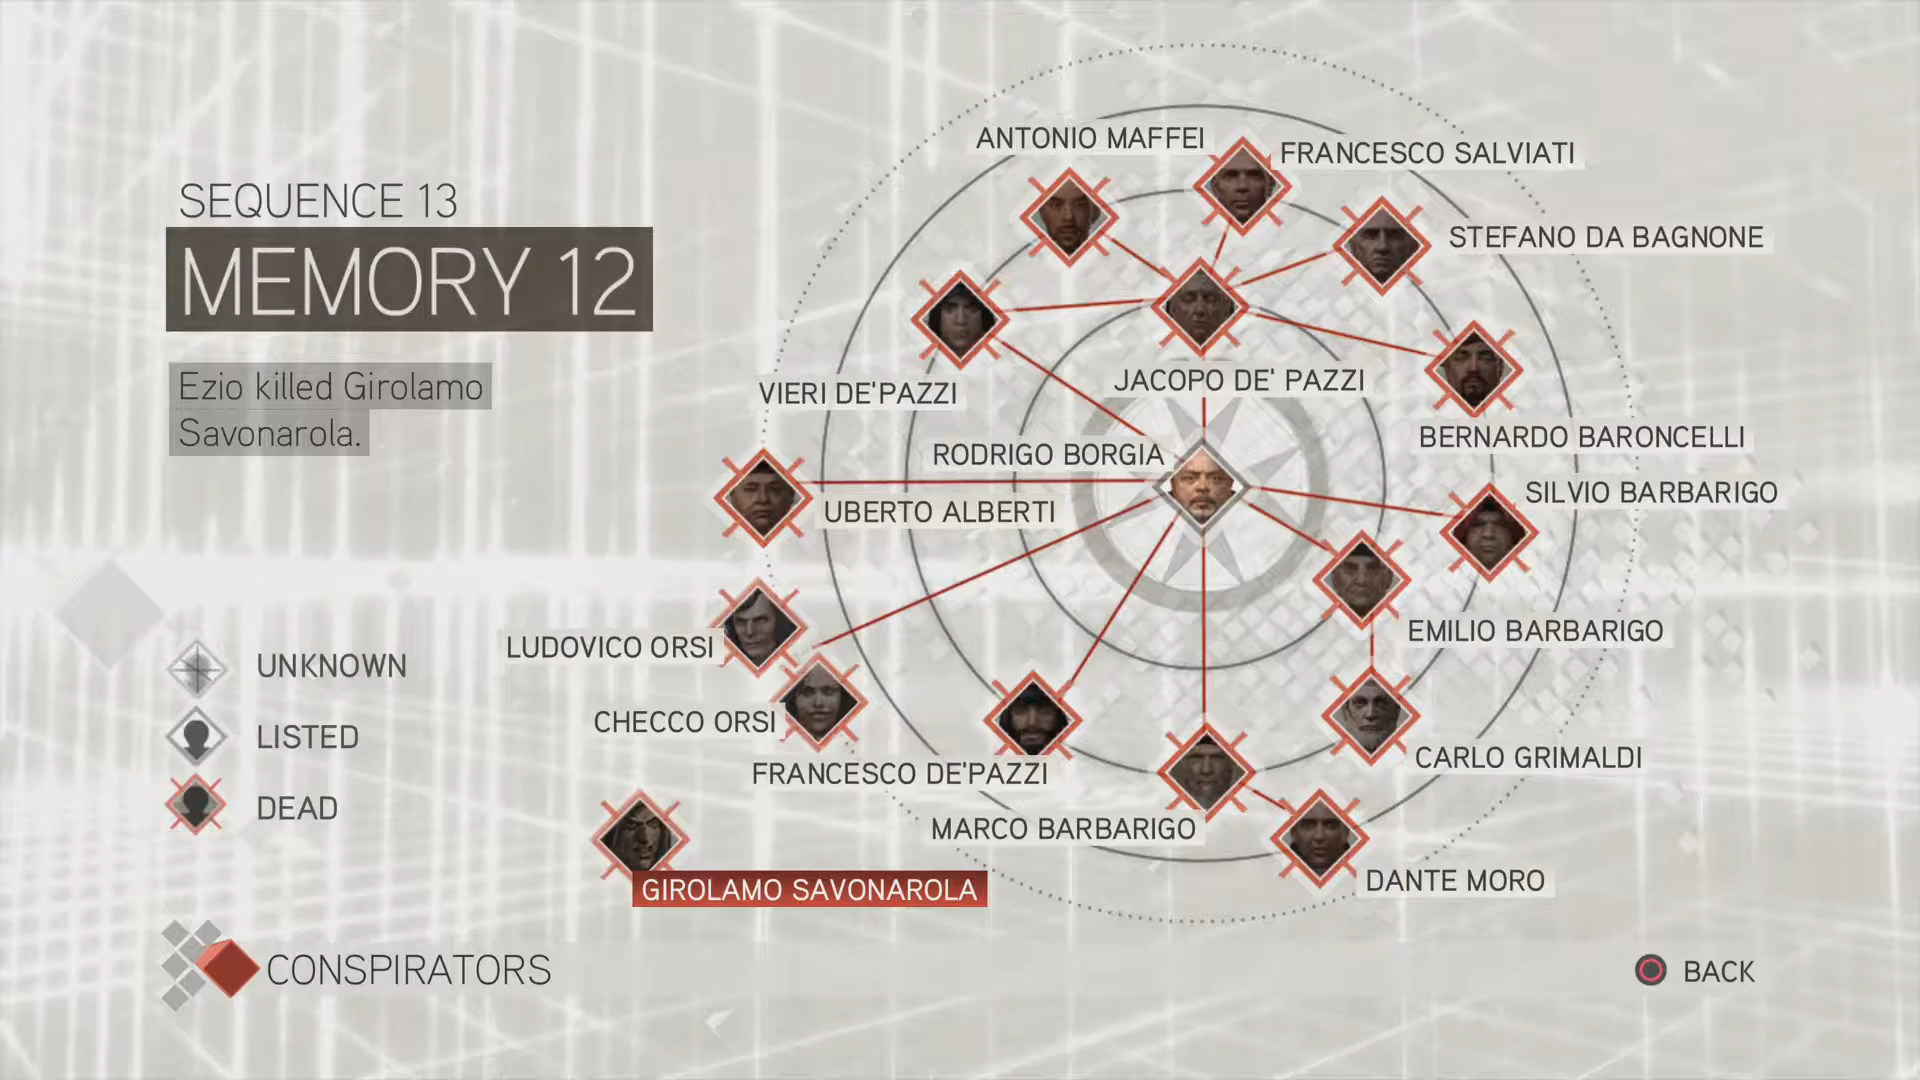 SEQUENCE 13
MEMORY 12
Ezio killed Girolamo
Savonarola.
ANTONIO MAFFEI
FRANCESCO SALVIATI
STEFANO DA BAGNONE
VIERI DE'PAZZI
JACOPO DE' PAZZI
BERNARDO BARONCELLI
RODRIGO BORGIA
SILVIO BARBARIGO
UBERTO ALBERTI
EMILIO BARBARIGO
LUDOVICO ORSI
CHECCO ORSI
CARLO GRIMALDI
FRANCESCO DE'PAZZI
MARCO BARBARIGO
DANTE MORO
GIROLAMO SAVONAROLA
UNKNOWN
LISTED
DEAD
CONSPIRATORS
BACK